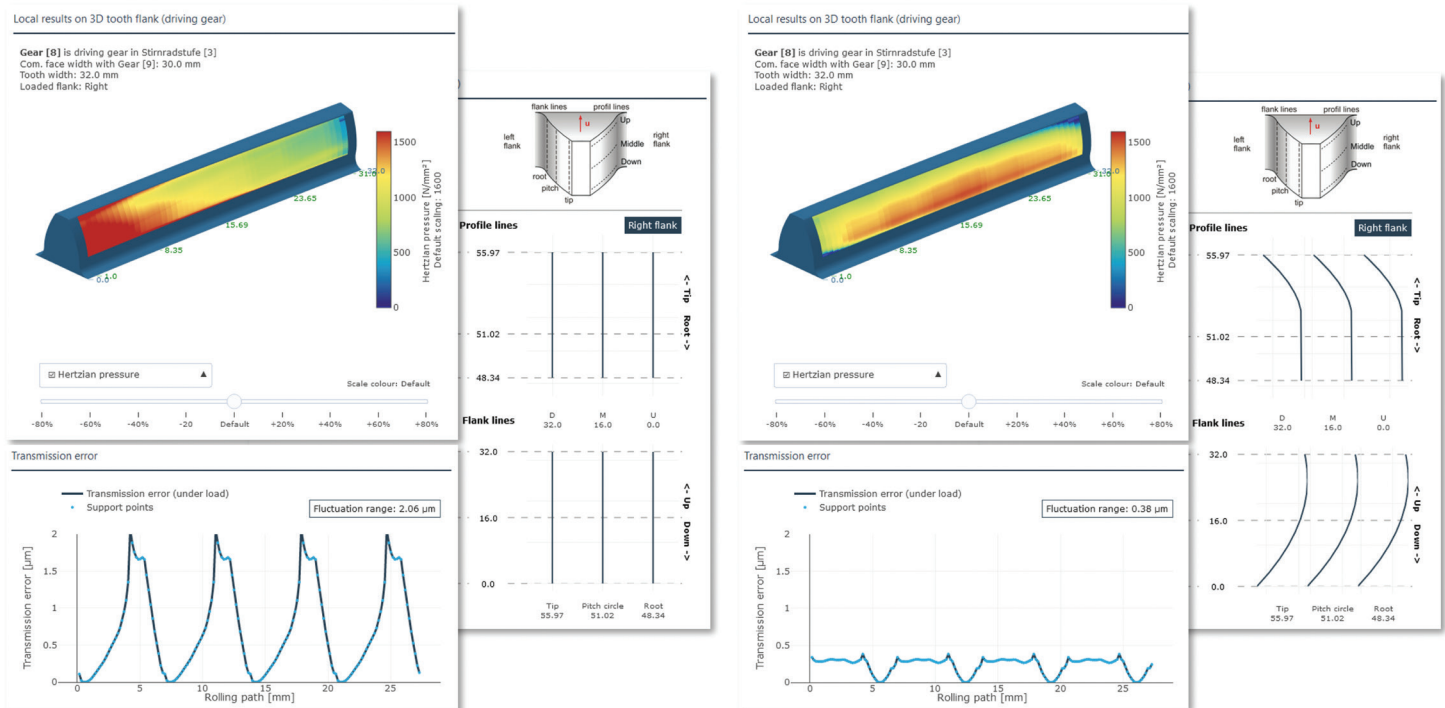 Local results on 3D tooth flank (driving gear)
Gear [8] is driving gear in Stirnradstufe [3]
Com. face width with Gear [9]: 30.0 mm
Tooth width: 32.0 mm
Loaded flank: Right
1500
1000
500
0
Hertzian pressure [N/mm²]
Default scaling: 1600
32.0
31.0
23.65
15.69
8.35
1.0
0.0
☑ Hertzian pressure ▲
Scale colour: Default
-80% -60% -40% -20 Default +20% +40% +60% +80%
)
flank lines profil lines
u
Up
left
flank
Middle
right
flank
Down
root
pitch
tip
Profile lines
Right flank
55.97
51.02
48.34
<- Tip Root ->
D M U
32.0 16.0 0.0
Flank lines
32.0
16.0
0.0
<- Up Down ->
Tip Pitch circle Root
55.97 51.02 48.34
Transmission error
Transmission error (under load)
Support points
Fluctuation range: 2.06 µm
Transmission error [µm]
2
1.5
1
0.5
0
0 5 10 15 20 25
Rolling path [mm]
Local results on 3D tooth flank (driving gear)
Gear [8] is driving gear in Stirnradstufe [3]
Com. face width with Gear [9]: 30.0 mm
Tooth width: 32.0 mm
Loaded flank: Right
1500
1000
500
0
Hertzian pressure [N/mm²]
Default scaling: 1600
32.0
31.0
23.65
15.69
8.35
1.0
0.0
☑ Hertzian pressure ▲
Scale colour: Default
-80% -60% -40% -20 Default +20% +40% +60% +80%
)
flank lines profil lines
u
Up
left
flank
Middle
right
flank
Down
root
pitch
tip
Profile lines
Right flank
55.97
51.02
48.34
<- Tip Root ->
D M U
32.0 16.0 0.0
Flank lines
32.0
16.0
0.0
<- Up Down ->
Tip Pitch circle Root
55.97 51.02 48.34
Transmission error
Transmission error (under load)
Support points
Fluctuation range: 0.38 µm
Transmission error [µm]
2
1.5
1
0.5
0
0 5 10 15 20 25
Rolling path [mm]